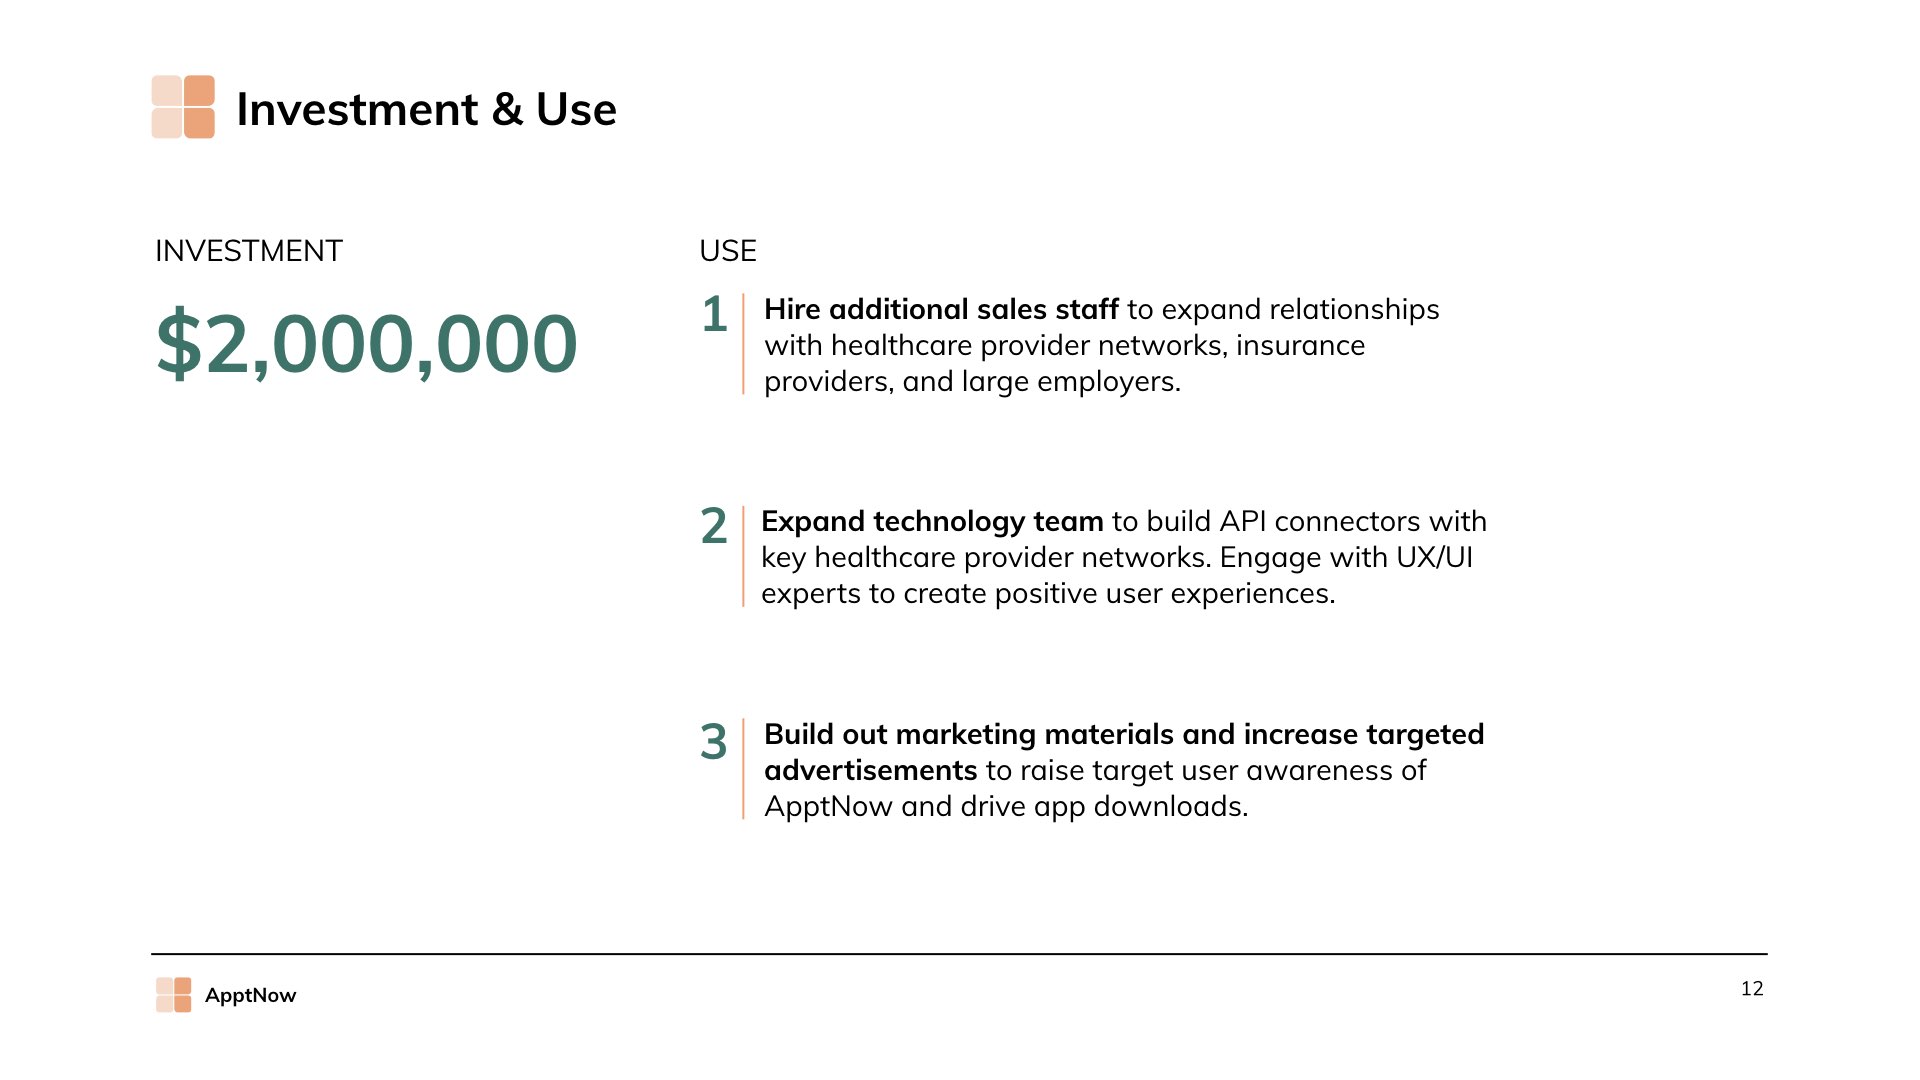 Investment & Use
INVESTMENT
$2,000,000
USE
1
Hire additional sales staff to expand relationships
with healthcare provider networks, insurance
providers, and large employers.
2
Expand technology team to build API connectors with
key healthcare provider networks. Engage with UX/UI
experts to create positive user experiences.
3
Build out marketing materials and increase targeted
advertisements to raise target user awareness of
ApptNow and drive app downloads.
ApptNow
12